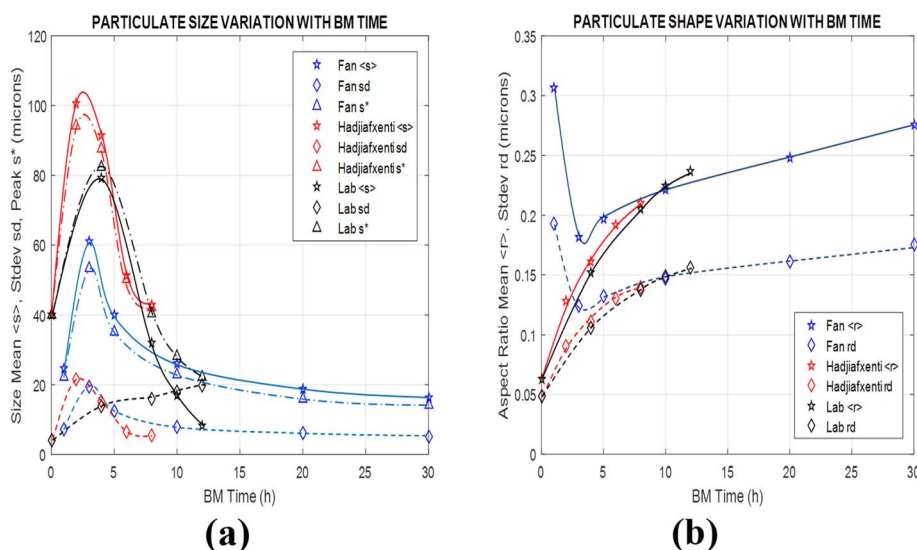 PARTICULATE SIZE VARIATION WITH BM TIME
120
100
80
60
40
20
0
Size Mean <s>, Stdev sd, Peak s* (microns)
Fan <s>
Fan sd
Fan s*
Hadjiafxenti <s>
Hadjiafxenti sd
Hadjiafxenti s*
Lab <s>
Lab sd
Lab s*
0 5 10 15 20 25 30
BM Time (h)
(a)
PARTICULATE SHAPE VARIATION WITH BM TIME
0.35
0.3
0.25
0.2
0.15
0.1
0.05
0
Aspect Ratio Mean <r>, Stdev rd (microns)
Fan <r>
Fan rd
Hadjiafxenti <r>
Hadjiafxenti rd
Lab <r>
Lab rd
0 5 10 15 20 25 30
BM Time (h)
(b)